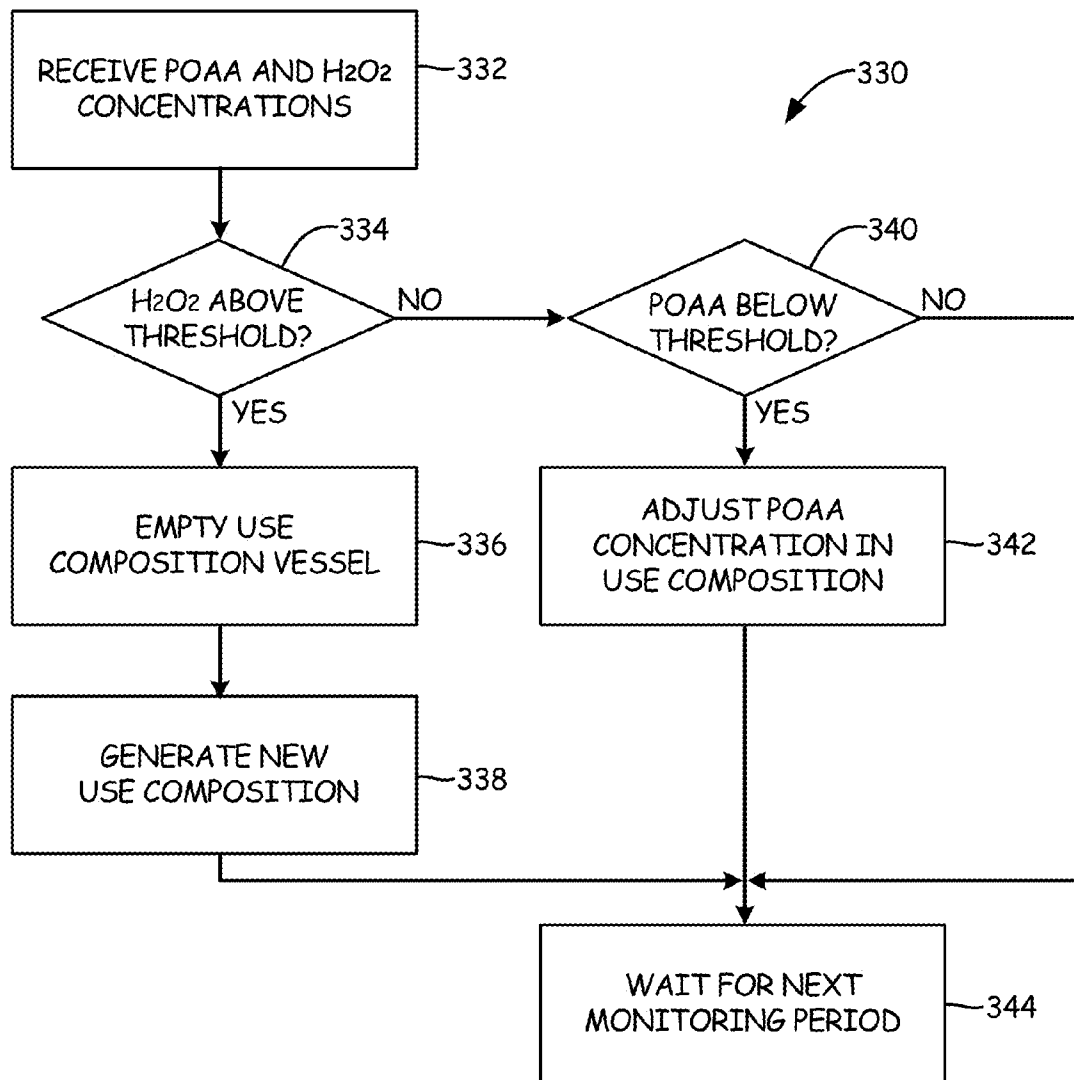 RECEIVE POAA AND H2O2
CONCENTRATIONS
332
330
334
H2O2 ABOVE
THRESHOLD?
NO
YES
340
POAA BELOW
THRESHOLD?
NO
YES
EMPTY USE
COMPOSITION VESSEL
336
ADJUST POAA
CONCENTRATION IN
USE COMPOSITION
342
GENERATE NEW
USE COMPOSITION
338
WAIT FOR NEXT
MONITORING PERIOD
344